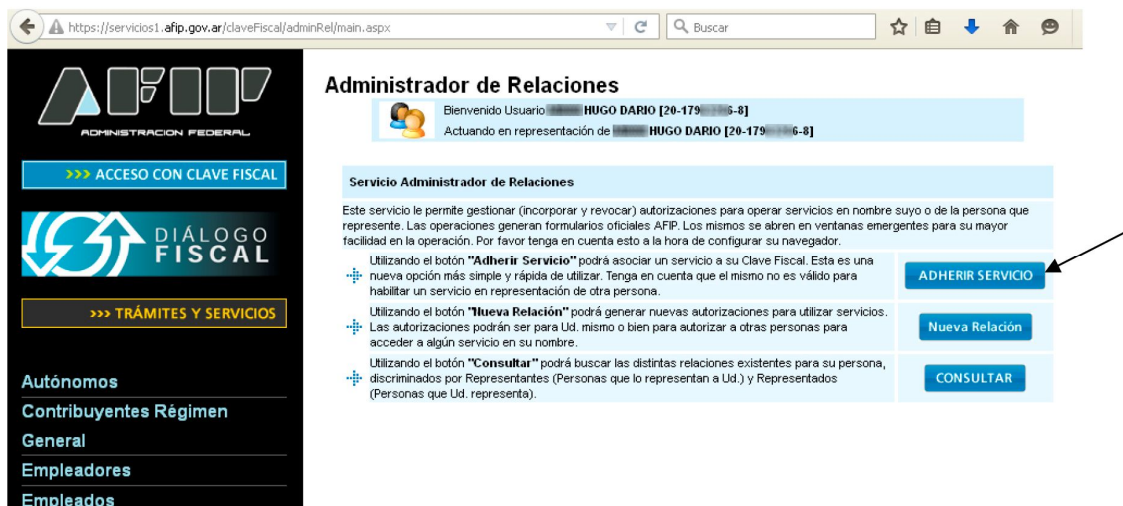 https://servicios1.afip.gov.ar/claveFiscal/adminRel/main.aspx
Buscar
AFIP
ADMINISTRACION FEDERAL
>>> ACCESO CON CLAVE FISCAL
DIÁLOGO
FISCAL
>>> TRÁMITES Y SERVICIOS
Autónomos
Contribuyentes Régimen
General
Empleadores
Empleados
Administrador de Relaciones
Bienvenido Usuario HUGO DARIO [20-179 6-8]
Actuando en representación de HUGO DARIO [20-179 6-8]
Servicio Administrador de Relaciones
Este servicio le permite gestionar (incorporar y revocar) autorizaciones para operar servicios en nombre suyo o de la persona que
represente. Las operaciones generan formularios oficiales AFIP. Los mismos se abren en ventanas emergentes para su mayor
facilidad en la operación. Por favor tenga en cuenta esto a la hora de configurar su navegador.
Utilizando el botón "Adherir Servicio" podrá asociar un servicio a su Clave Fiscal. Esta es una
nueva opción más simple y rápida de utilizar. Tenga en cuenta que el mismo no es válido para
habilitar un servicio en representación de otra persona.
ADHERIR SERVICIO
Utilizando el botón "Nueva Relación" podrá generar nuevas autorizaciones para utilizar servicios.
Las autorizaciones podrán ser para Ud. mismo o bien para autorizar a otras personas para
acceder a algún servicio en su nombre.
Nueva Relación
Utilizando el botón "Consultar" podrá buscar las distintas relaciones existentes para su persona,
discriminados por Representantes (Personas que lo representan a Ud.) y Representados
(Personas que Ud. representa).
CONSULTAR